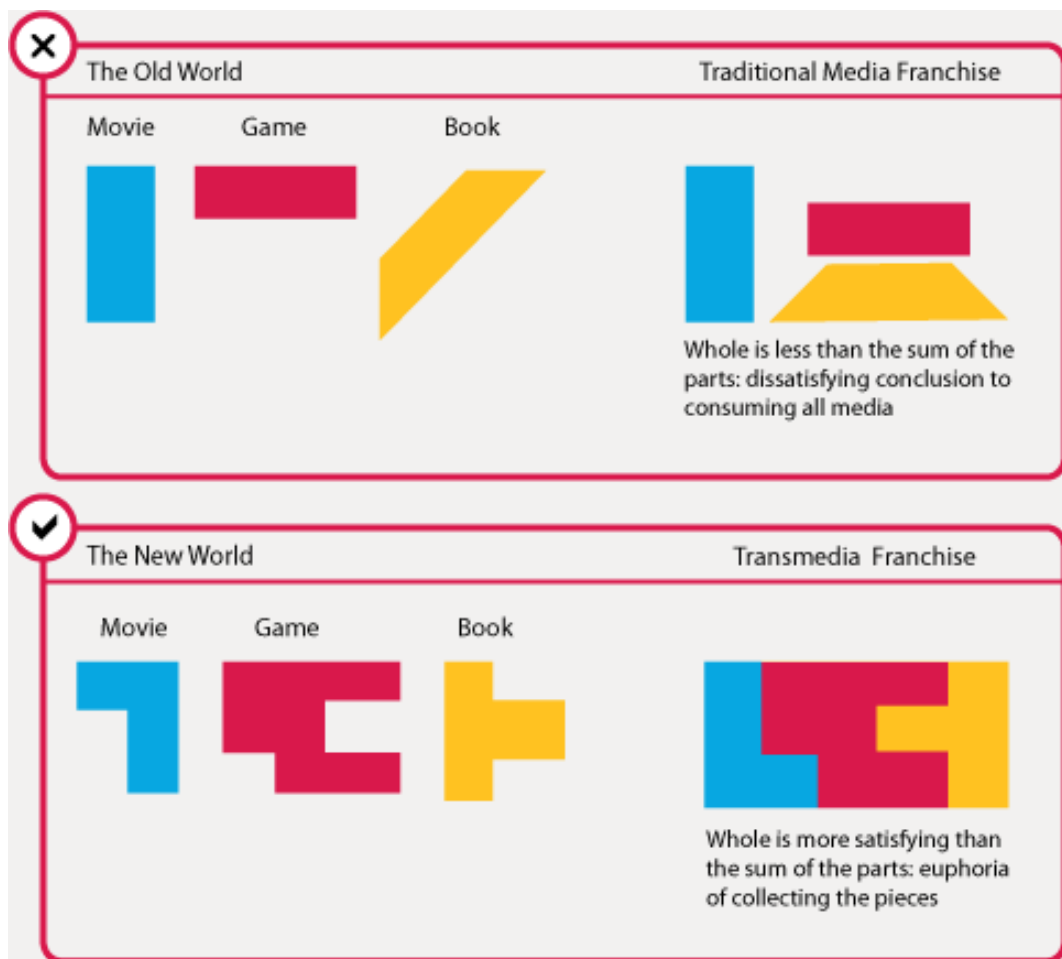 The Old World
Traditional Media Franchise
Movie
Game
Book
Whole is less than the sum of the
parts: dissatisfying conclusion to
consuming all media
The New World
Transmedia Franchise
Movie
Game
Book
Whole is more satisfying than
the sum of the parts: euphoria
of collecting the pieces